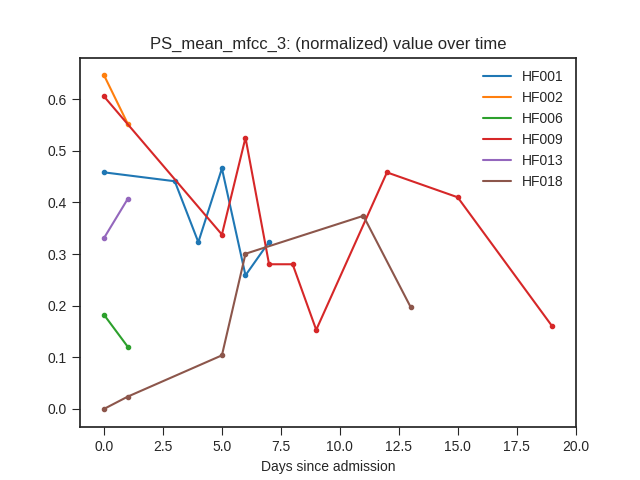 PS_mean_mfcc_3: (normalized) value over time
HF001
HF002
HF006
HF009
HF013
HF018
0.6
0.5
0.4
0.3
0.2
0.1
0.0
0.0 2.5 5.0 7.5 10.0 12.5 15.0 17.5 20.0
Days since admission